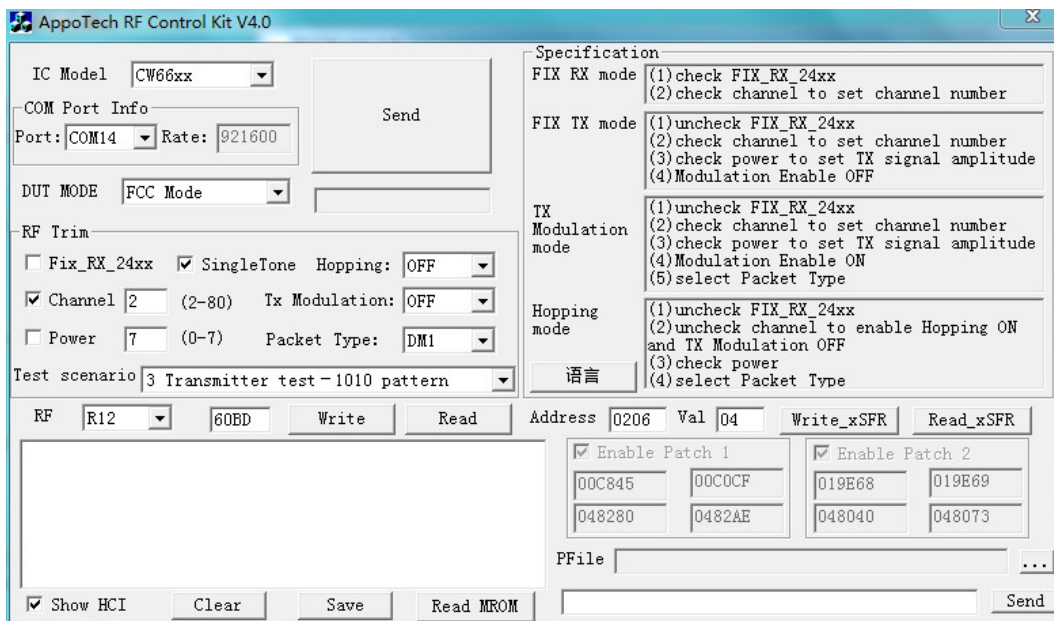 AppoTech RF Control Kit V4.0
IC Model CW66xx
Send
COM Port Info
Port: COM14 Rate: 921600
DUT MODE FCC Mode
RF Trim
Fix_RX_24xx SingleTone Hopping: OFF
Channel 2 (2-80) Tx Modulation: OFF
Power 7 (0-7) Packet Type: DM1
Test scenario 3 Transmitter test-1010 pattern
Specification
FIX RX mode (1)check FIX_RX_24xx
(2)check channel to set channel number
FIX TX mode (1)uncheck FIX_RX_24xx
(2)check channel to set channel number
(3)check power to set TX signal amplitude
(4)Modulation Enable OFF
TX
Modulation
mode
(1)uncheck FIX_RX_24xx
(2)check channel to set channel number
(3)check power to set TX signal amplitude
(4)Modulation Enable ON
(5)select Packet Type
Hopping
mode
(1)uncheck FIX_RX_24xx
(2)uncheck channel to enable Hopping ON
and TX Modulation OFF
(3)check power
(4)select Packet Type
语言
RF R12 60BD Write Read
Address 0206 Val 04 Write_xSFR Read_xSFR
Enable Patch 1
00C845 00C0CF
048280 0482AE
Enable Patch 2
019E68 019E69
048040 048073
PFile ...
Show HCI Clear Save Read MROM
Send